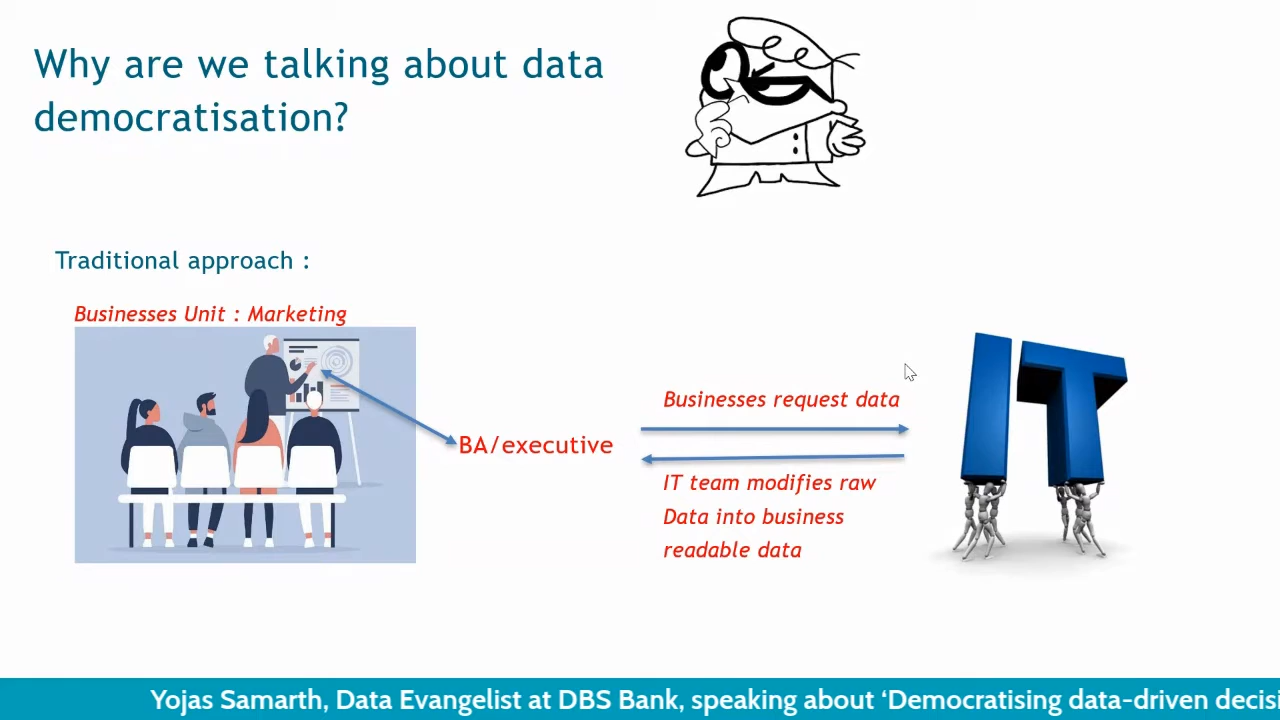 Why are we talking about data
democratisation?
Traditional approach :
Businesses Unit : Marketing
BA/executive
Businesses request data
IT team modifies raw
Data into business
readable data
IT
Yojas Samarth, Data Evangelist at DBS Bank, speaking about ‘Democratising data-driven decisi